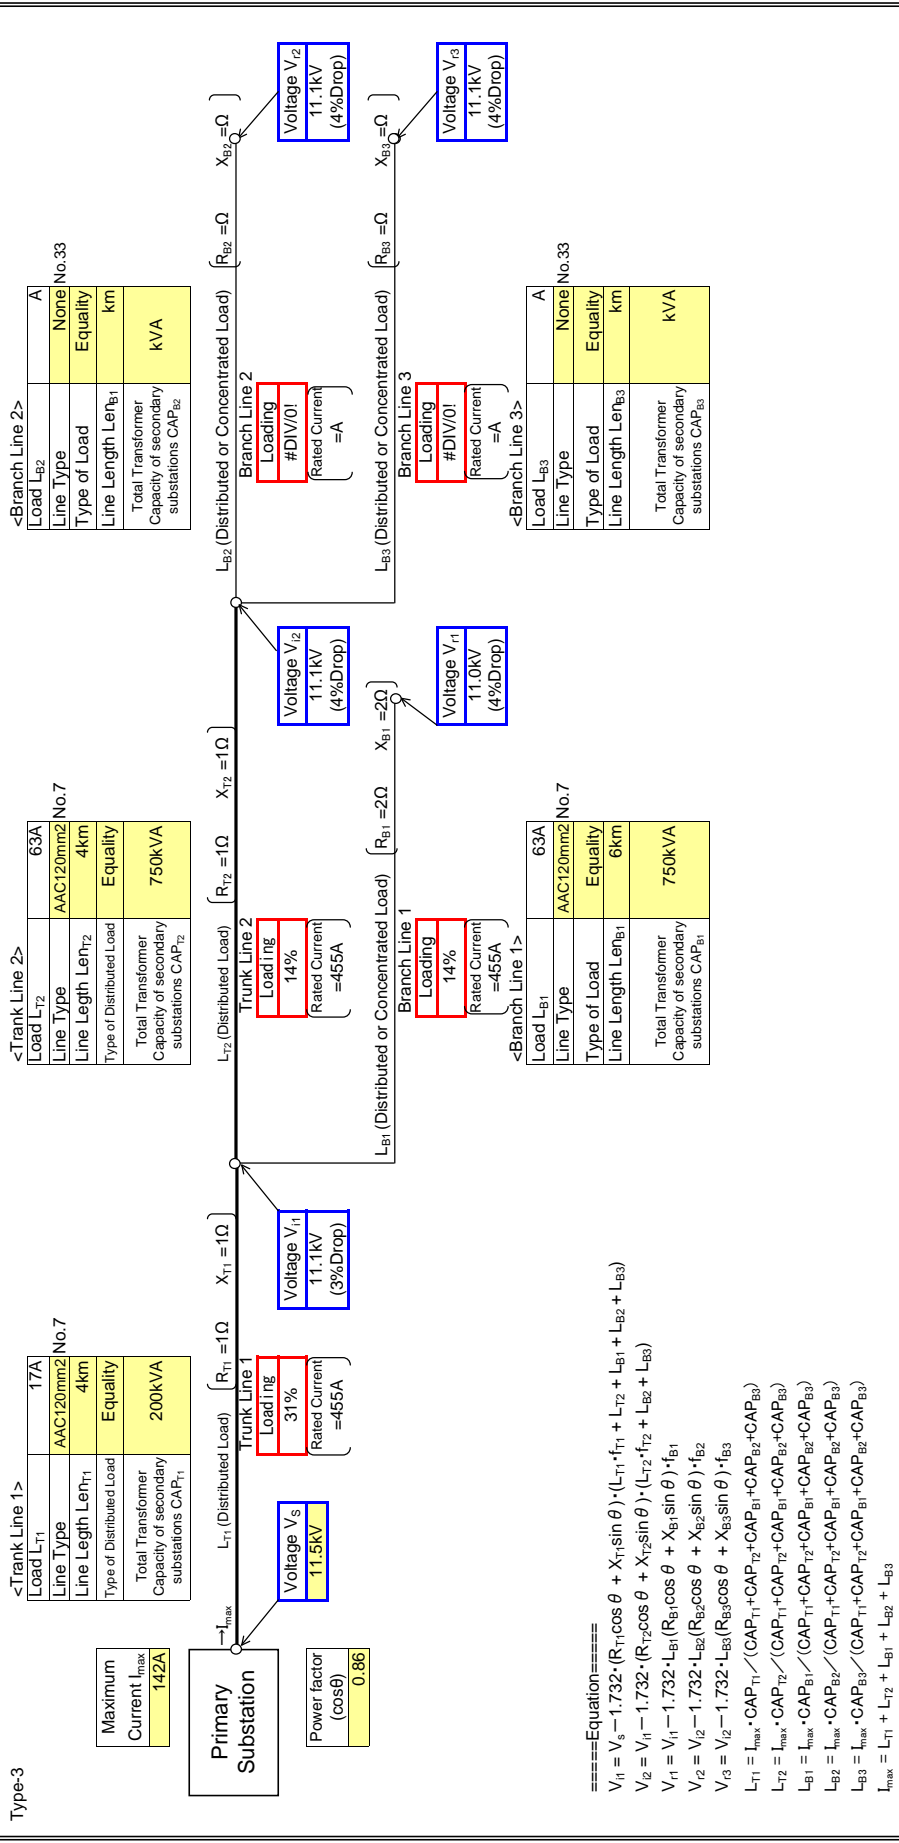 Type-3
Maximum
Current Imax
142A
Primary
Substation
Power factor
(cosθ)
0.86
→Imax
Voltage VS
11.5kV
<Trank Line 1>
Load LT1 17A
Line Type AAC120mm2 No.7
Line Legth LenT1 4km
Type of Distributed Load Equality
Total Transformer
Capacity of secondary
substations CAPT1
200kVA
LT1 (Distributed Load) RT1 =1Ω XT1 =1Ω
Trunk Line 1
Loading
31%
Rated Current
=455A
Voltage Vi1
11.1kV
(3%Drop)
<Trank Line 2>
Load LT2 63A
Line Type AAC120mm2 No.7
Line Legth LenT2 4km
Type of Distributed Load Equality
Total Transformer
Capacity of secondary
substations CAPT2
750kVA
LT2 (Distributed Load) RT2 =1Ω XT2 =1Ω
Trunk Line 2
Loading
14%
Rated Current
=455A
Voltage Vi2
11.1kV
(4%Drop)
LB1 (Distributed or Concentrated Load) RB1 =2Ω XB1 =2Ω
Branch Line 1
Loading
14%
Rated Current
=455A
Voltage Vr1
11.0kV
(4%Drop)
<Branch Line 1>
Load LB1 63A
Line Type AAC120mm2 No.7
Type of Load Equality
Line Length LenB1 6km
Total Transformer
Capacity of secondary
substations CAPB1
750kVA
<Branch Line 2>
Load LB2 A
Line Type None No.33
Type of Load Equality
Line Length LenB1 km
Total Transformer
Capacity of secondary
substations CAPB2
kVA
LB2 (Distributed or Concentrated Load) RB2 =Ω XB2 =Ω
Branch Line 2
Loading
#DIV/0!
Rated Current
=A
Voltage Vr2
11.1kV
(4%Drop)
LB3 (Distributed or Concentrated Load) RB3 =Ω XB3 =Ω
Branch Line 3
Loading
#DIV/0!
Rated Current
=A
Voltage Vr3
11.1kV
(4%Drop)
<Branch Line 3>
Load LB3 A
Line Type None No.33
Type of Load Equality
Line Length LenB3 km
Total Transformer
Capacity of secondary
substations CAPB3
kVA
=====Equation=====
Vi1 = Vs－1.732・(RT1cos θ + XT1sin θ)・(LT1・fT1 + LT2 + LB1 + LB2 + LB3)
Vi2 = Vi1－1.732・(RT2cos θ + XT2sin θ)・(LT2・fT2 + LB2 + LB3)
Vr1 = Vi1－1.732・LB1(RB1cos θ + XB1sin θ)・fB1
Vr2 = Vi2－1.732・LB2(RB2cos θ + XB2sin θ)・fB2
Vr3 = Vi2－1.732・LB3(RB3cos θ + XB3sin θ)・fB3
LT1 = Imax・CAPT1／(CAPT1+CAPT2+CAPB1+CAPB2+CAPB3)
LT2 = Imax・CAPT2／(CAPT1+CAPT2+CAPB1+CAPB2+CAPB3)
LB1 = Imax・CAPB1／(CAPT1+CAPT2+CAPB1+CAPB2+CAPB3)
LB2 = Imax・CAPB2／(CAPT1+CAPT2+CAPB1+CAPB2+CAPB3)
LB3 = Imax・CAPB3／(CAPT1+CAPT2+CAPB1+CAPB2+CAPB3)
Imax = LT1 + LT2 + LB1 + LB2 + LB3